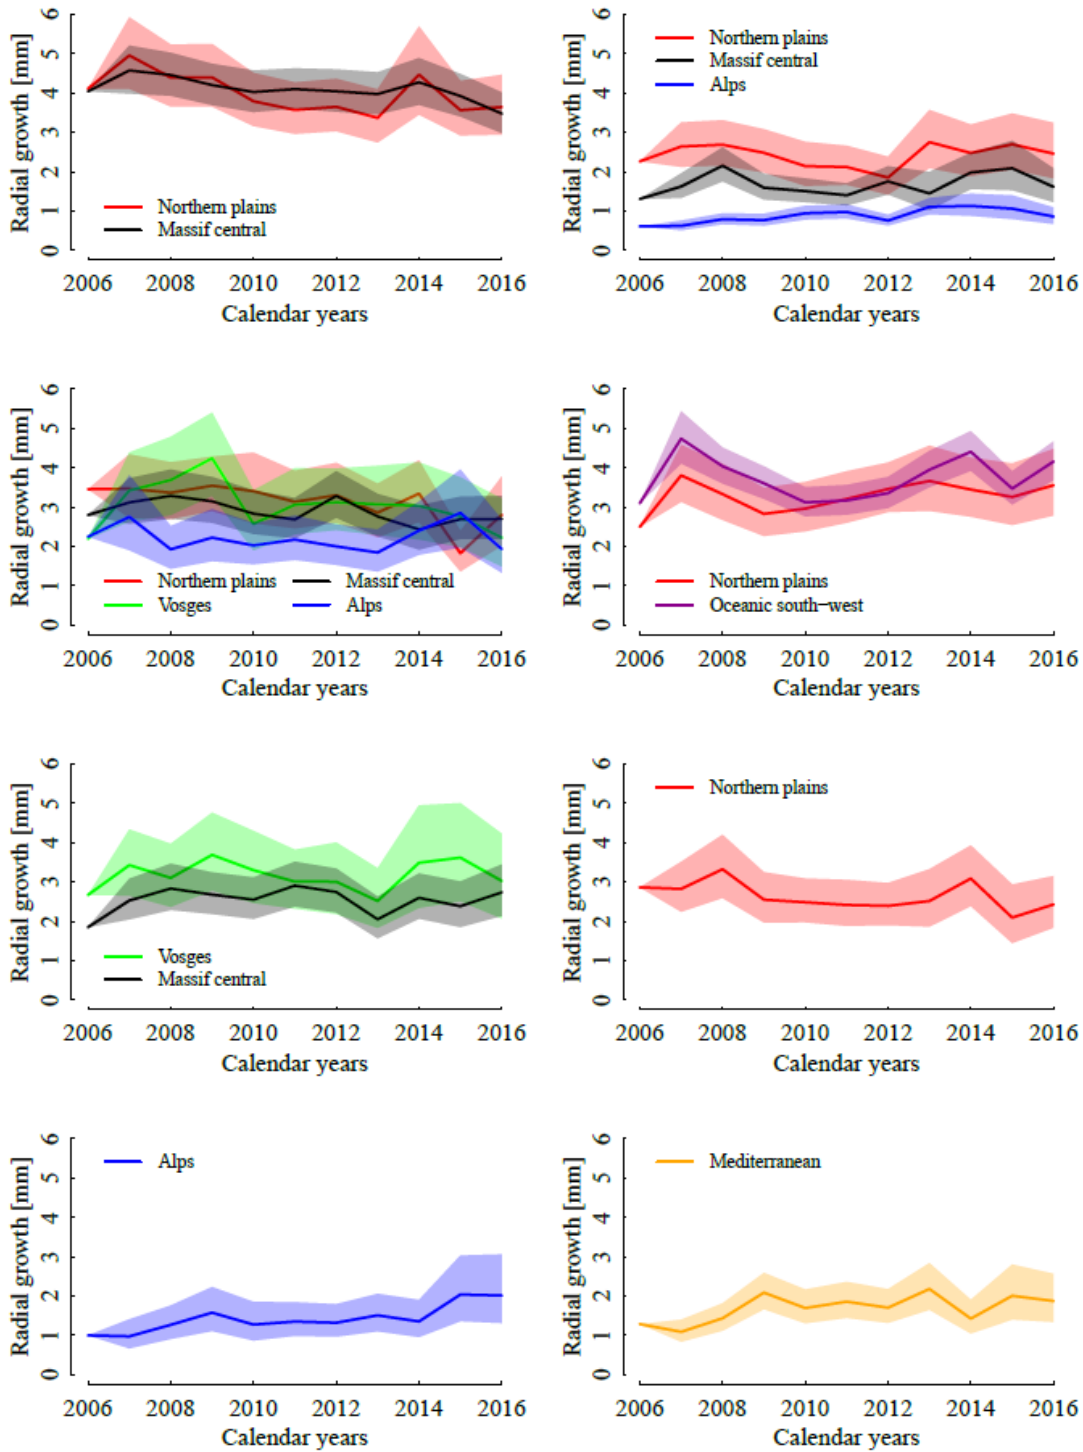 Radial growth [mm]
0 1 2 3 4 5 6
Northern plains
Massif central
2006 2008 2010 2012 2014 2016
Calendar years
Radial growth [mm]
0 1 2 3 4 5 6
Northern plains
Massif central
Alps
2006 2008 2010 2012 2014 2016
Calendar years
Radial growth [mm]
0 1 2 3 4 5 6
Northern plains Massif central
Vosges Alps
2006 2008 2010 2012 2014 2016
Calendar years
Radial growth [mm]
0 1 2 3 4 5 6
Northern plains
Oceanic south−west
2006 2008 2010 2012 2014 2016
Calendar years
Radial growth [mm]
0 1 2 3 4 5 6
Vosges
Massif central
2006 2008 2010 2012 2014 2016
Calendar years
Radial growth [mm]
0 1 2 3 4 5 6
Northern plains
2006 2008 2010 2012 2014 2016
Calendar years
Radial growth [mm]
0 1 2 3 4 5 6
Alps
2006 2008 2010 2012 2014 2016
Calendar years
Radial growth [mm]
0 1 2 3 4 5 6
Mediterranean
2006 2008 2010 2012 2014 2016
Calendar years